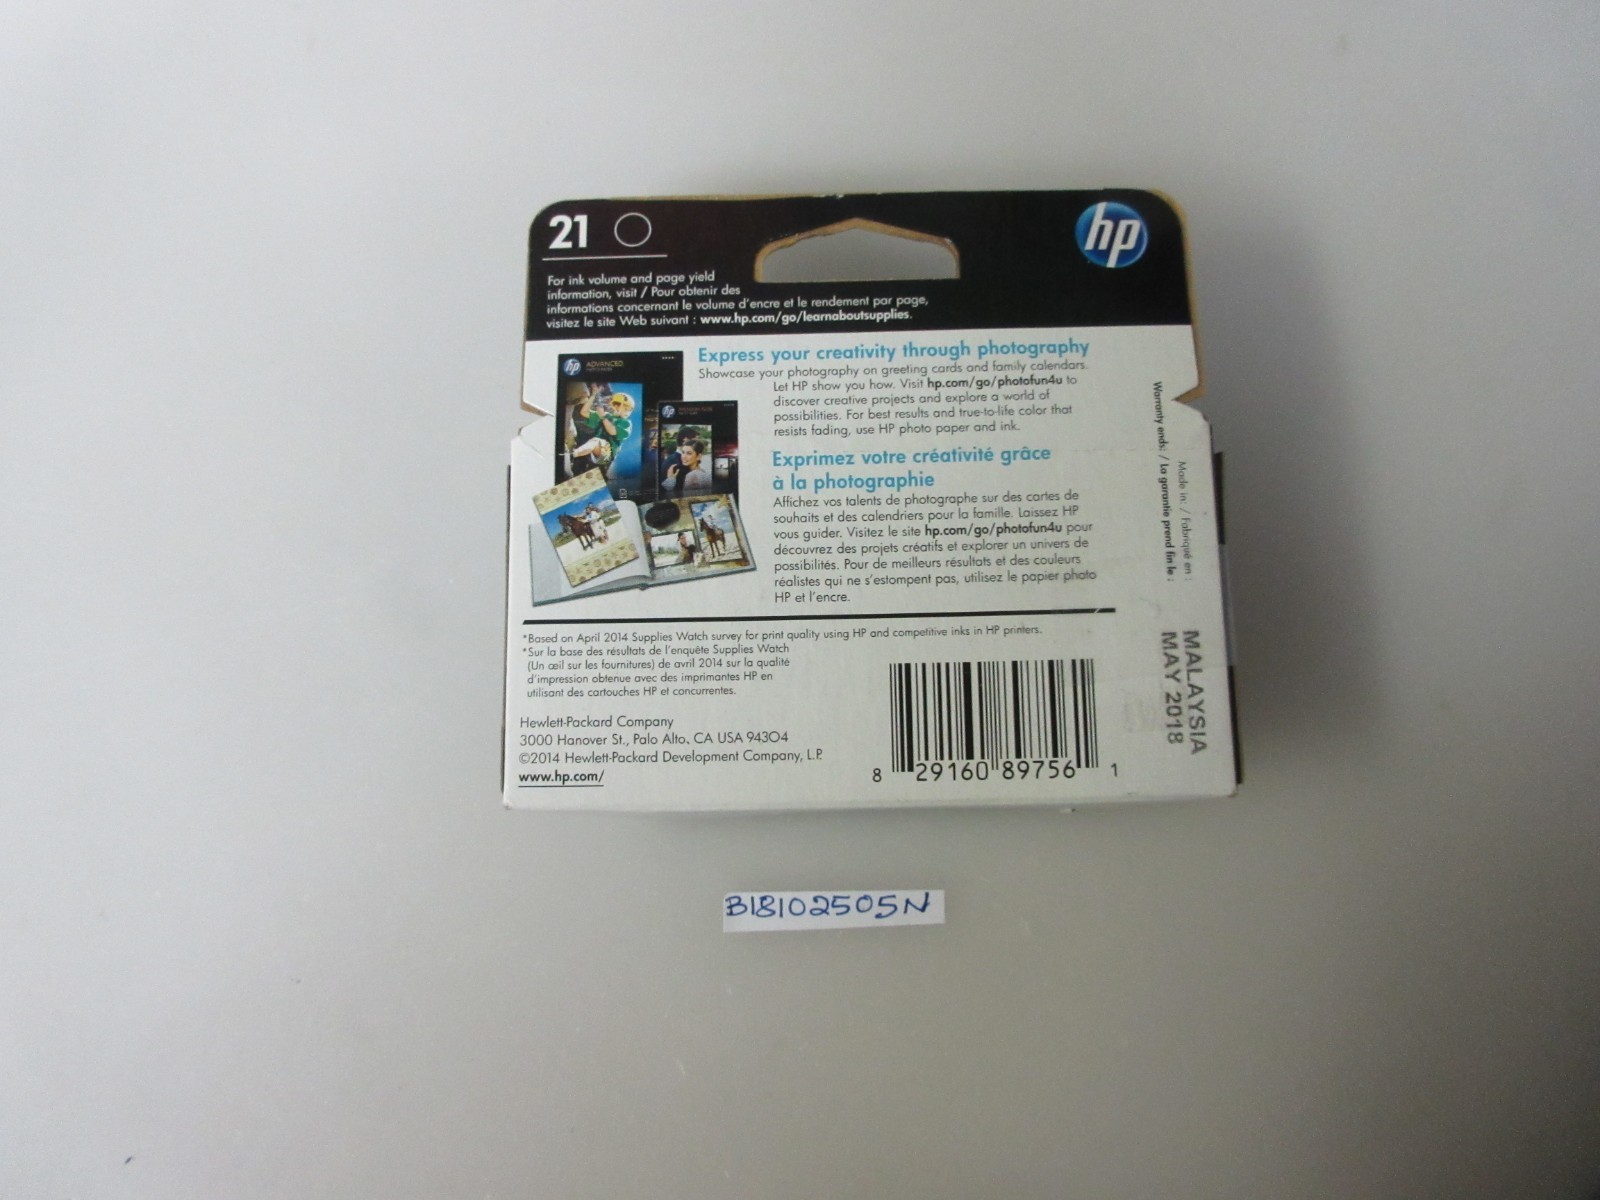 21
hp
For ink volume and page yield
information, visit / Pour obtenir des
informations concernant le volume d'encre et le rendement par page,
visitez le site Web suivant : www.hp.com/go/learnaboutsupplies.
hp ADVANCED
hp
Express your creativity through photography
Showcase your photography on greeting cards and family calendars.
Let HP show you how. Visit hp.com/go/photofun4u to
discover creative projects and explore a world of
possibilities. For best results and true-to-life color that
resists fading, use HP photo paper and ink.
Exprimez votre créativité grâce
à la photographie
Affichez vos talents de photographe sur des cartes de
souhaits et des calendriers pour la famille. Laissez HP
vous guider. Visitez le site hp.com/go/photofun4u pour
découvrez des projets créatifs et explorer un univers de
possibilités. Pour de meilleurs résultats et des couleurs
réalistes qui ne s'estompent pas, utilisez le papier photo
HP et l'encre.
Made in: / Fabriqué en :
Warranty ends: / La garantie prend fin le :
MALAYSIA
MAY 2018
*Based on April 2014 Supplies Watch survey for print quality using HP and competitive inks in HP printers.
*Sur la base des résultats de l'enquête Supplies Watch
(Un œil sur les fournitures) de avril 2014 sur la qualité
d'impression obtenue avec des imprimantes HP en
utilisant des cartouches HP et concurrentes.
Hewlett-Packard Company
3000 Hanover St., Palo Alto, CA USA 94304
©2014 Hewlett-Packard Development Company, L.P.
www.hp.com/
8 29160 89756 1
B18102505N